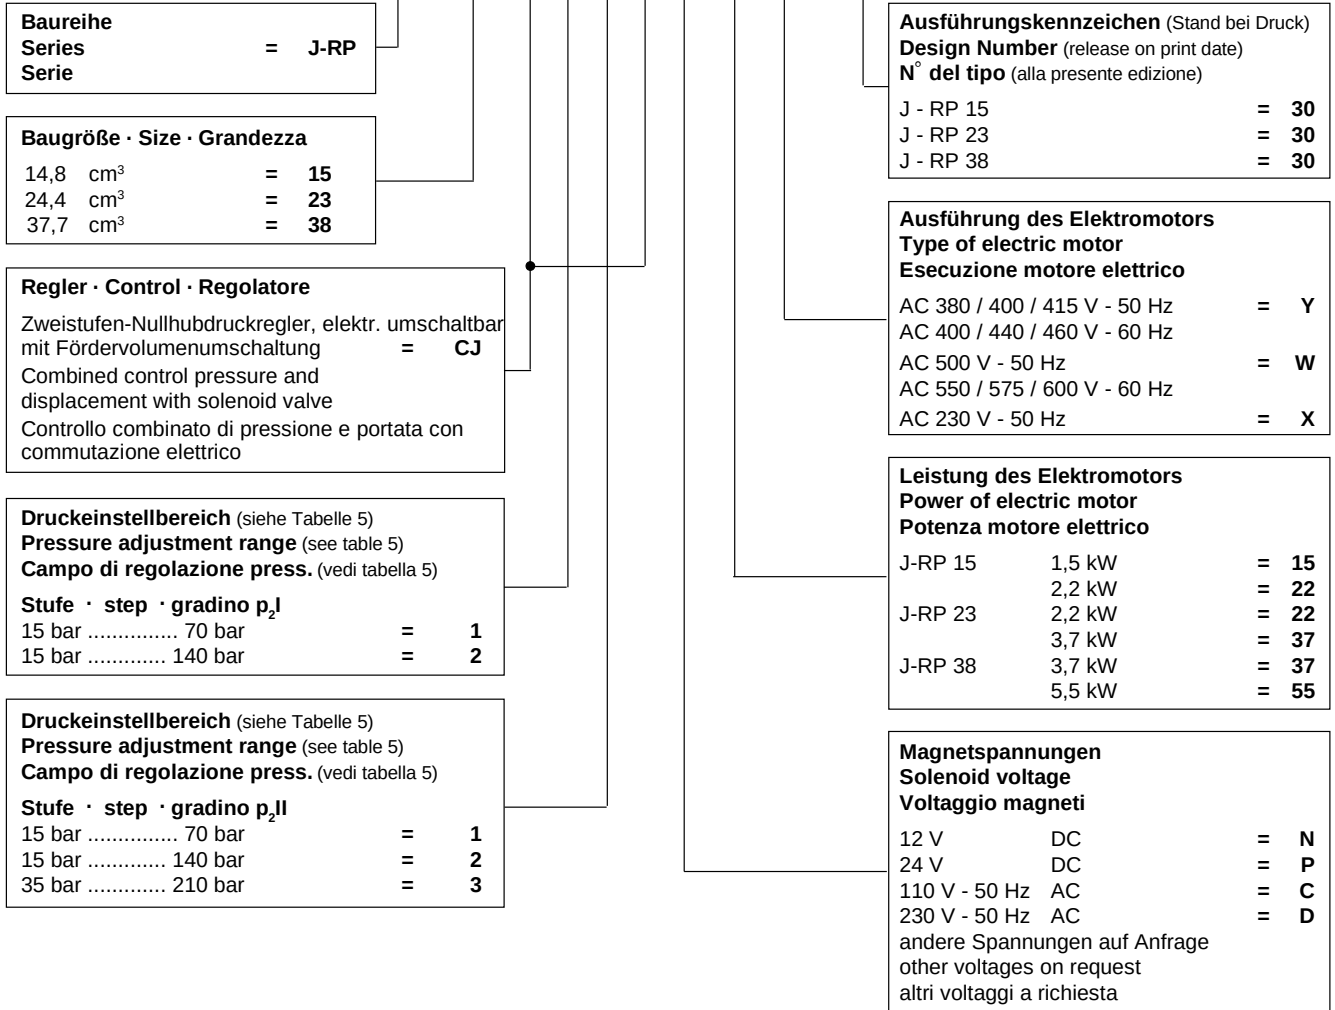 Baureihe
Series = J-RP
Serie
Baugröße · Size · Grandezza
14,8 cm³ = 15
24,4 cm³ = 23
37,7 cm³ = 38
Regler · Control · Regolatore
Zweistufen-Nullhubdruckregler, elektr. umschaltbar
mit Fördervolumenumschaltung = CJ
Combined control pressure and
displacement with solenoid valve
Controllo combinato di pressione e portata con
commutazione elettrico
Druckeinstellbereich (siehe Tabelle 5)
Pressure adjustment range (see table 5)
Campo di regolazione press. (vedi tabella 5)
Stufe · step · gradino p₂I
15 bar ............... 70 bar = 1
15 bar ............. 140 bar = 2
Druckeinstellbereich (siehe Tabelle 5)
Pressure adjustment range (see table 5)
Campo di regolazione press. (vedi tabella 5)
Stufe · step · gradino p₂II
15 bar ............... 70 bar = 1
15 bar ............. 140 bar = 2
35 bar ............. 210 bar = 3
Ausführungskennzeichen (Stand bei Druck)
Design Number (release on print date)
N° del tipo (alla presente edizione)
J - RP 15 = 30
J - RP 23 = 30
J - RP 38 = 30
Ausführung des Elektromotors
Type of electric motor
Esecuzione motore elettrico
AC 380 / 400 / 415 V - 50 Hz = Y
AC 400 / 440 / 460 V - 60 Hz
AC 500 V - 50 Hz = W
AC 550 / 575 / 600 V - 60 Hz
AC 230 V - 50 Hz = X
Leistung des Elektromotors
Power of electric motor
Potenza motore elettrico
J-RP 15 1,5 kW = 15
2,2 kW = 22
J-RP 23 2,2 kW = 22
3,7 kW = 37
J-RP 38 3,7 kW = 37
5,5 kW = 55
Magnetspannungen
Solenoid voltage
Voltaggio magneti
12 V DC = N
24 V DC = P
110 V - 50 Hz AC = C
230 V - 50 Hz AC = D
andere Spannungen auf Anfrage
other voltages on request
altri voltaggi a richiesta